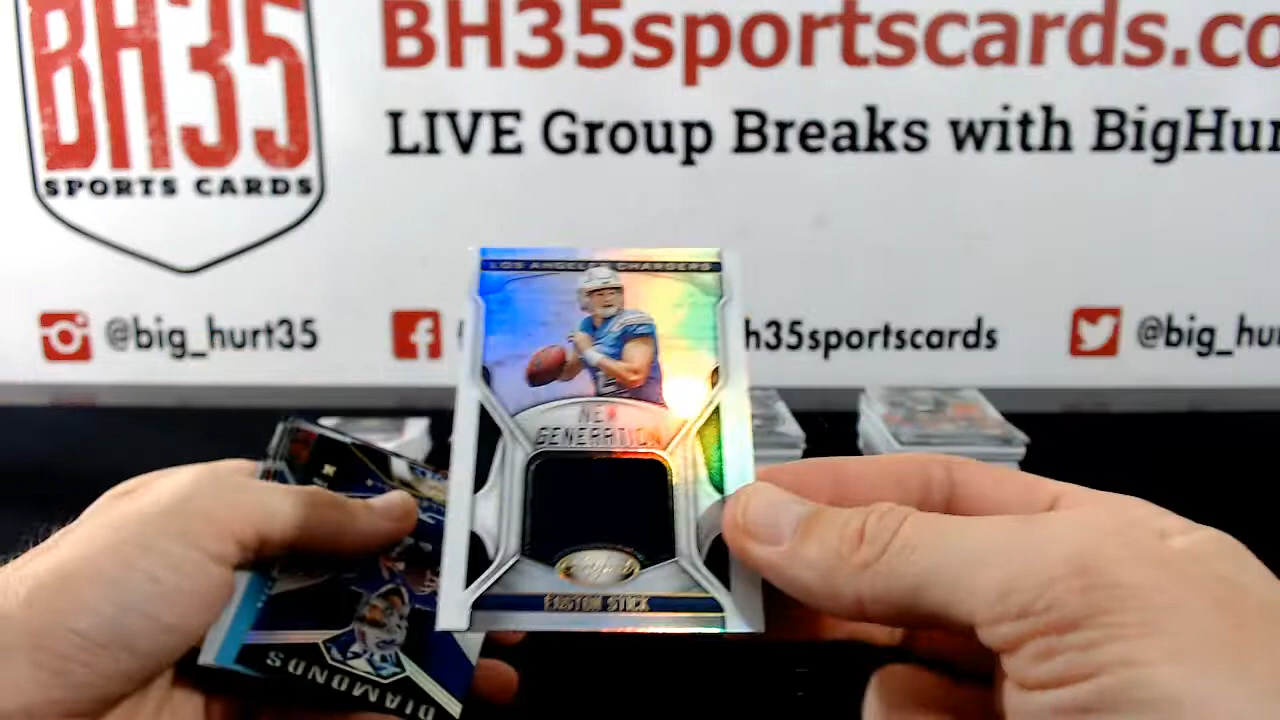 BH35
SPORTS CARDS
BH35sportscards.co
LIVE Group Breaks with BigHur
@big_hurt35
h35sportscards
@big_hu
LOS ANGELES CHARGERS
NEW
GENERATION
EASTON STICK
DIAMONDS